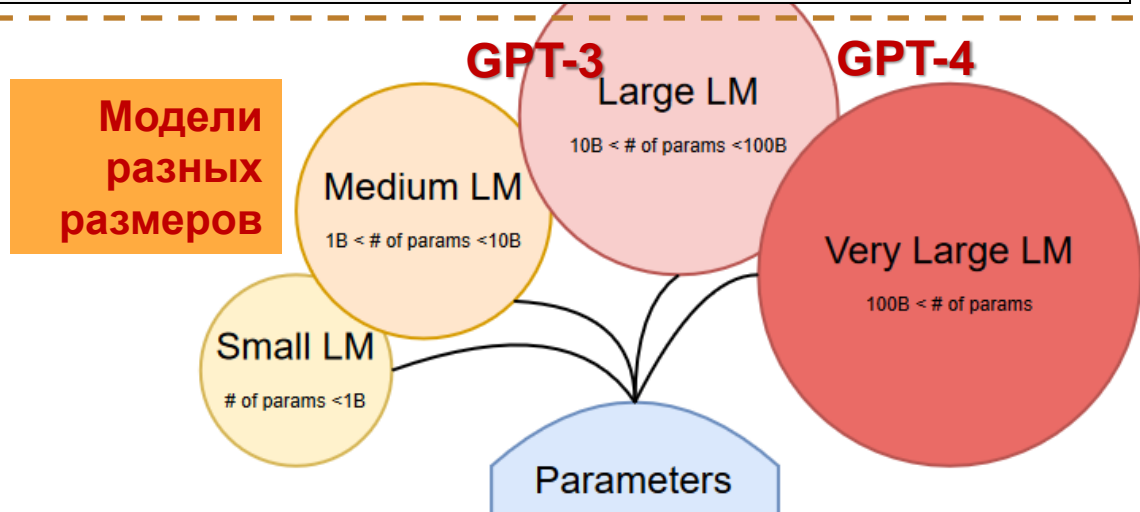 GPT-3
GPT-4
Модели
разных
размеров
Large LM
10B < # of params <100B
Medium LM
1B < # of params <10B
Very Large LM
100B < # of params
Small LM
# of params <1B
Parameters